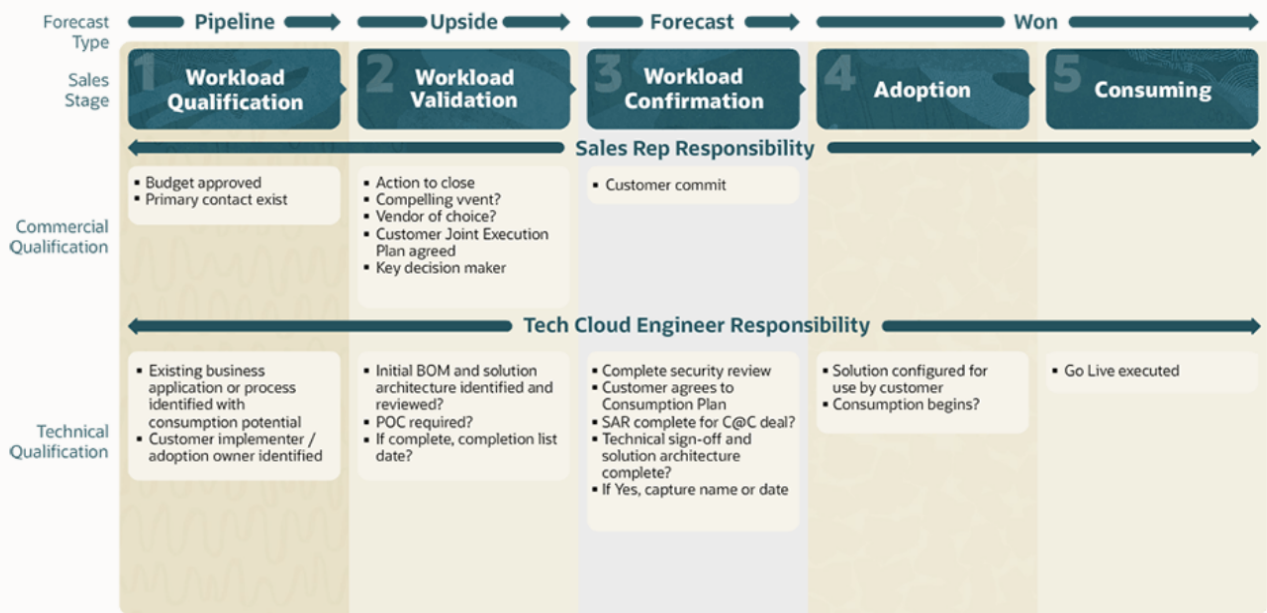 Forecast
Type
Pipeline
Upside
Forecast
Won
Sales
Stage
1
Workload
Qualification
2
Workload
Validation
3
Workload
Confirmation
4
Adoption
5
Consuming
Sales Rep Responsibility
Commercial
Qualification
▪ Budget approved
▪ Primary contact exist
▪ Action to close
▪ Compelling vvent?
▪ Vendor of choice?
▪ Customer Joint Execution
Plan agreed
▪ Key decision maker
▪ Customer commit
Tech Cloud Engineer Responsibility
Technical
Qualification
▪ Existing business
application or process
identified with
consumption potential
▪ Customer implementer /
adoption owner identified
▪ Initial BOM and solution
architecture identified and
reviewed?
▪ POC required?
▪ If complete, completion list
date?
▪ Complete security review
▪ Customer agrees to
Consumption Plan
▪ SAR complete for C@C deal?
▪ Technical sign-off and
solution architecture
complete?
▪ If Yes, capture name or date
▪ Solution configured for
use by customer
▪ Consumption begins?
▪ Go Live executed